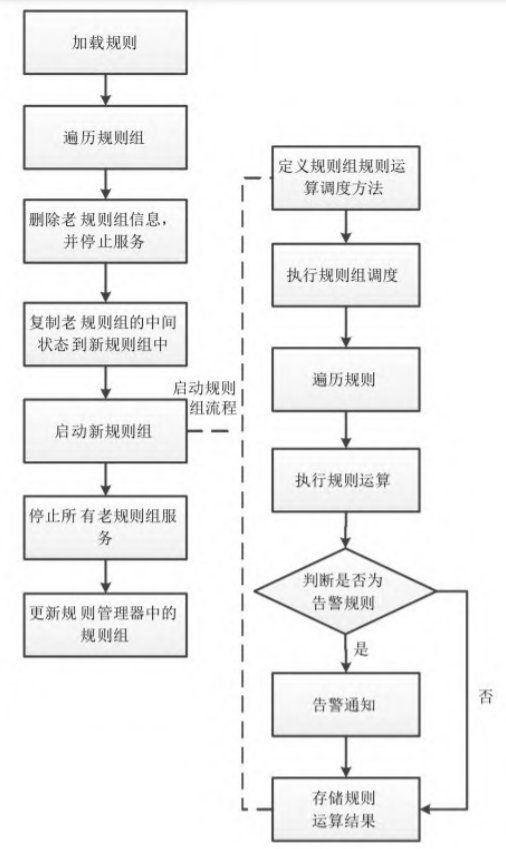 加载规则
遍历规则组
删除老规则组信息，
并停止服务
复制老规则组的中间
状态到新规则组中
启动新规则组
停止所有老规则组服
务
更新规则管理器中的
规则组
启动规则
组流程
定义规则组规则运
算调度方法
执行规则组调度
遍历规则
执行规则运算
判断是否为
告警规则
是
告警通知
否
存储规则
运算结果